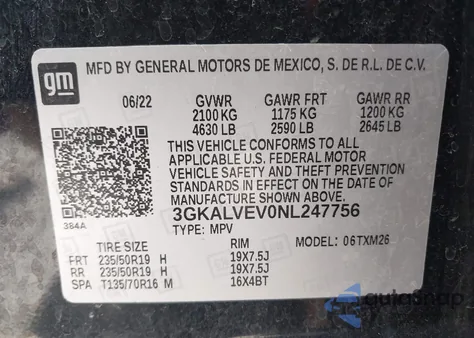 gm
MFD BY GENERAL MOTORS DE MEXICO, S. DE R.L. DE C.V.
06/22 GVWR GAWR FRT GAWR RR
2100 KG 1175 KG 1200 KG
4630 LB 2590 LB 2645 LB
THIS VEHICLE CONFORMS TO ALL
APPLICABLE U.S. FEDERAL MOTOR
VEHICLE SAFETY AND THEFT
PREVENTION STANDARDS IN EFFECT
ON THE DATE OF MANUFACTURE
SHOWN ABOVE.
384A
3GKALVEV0NL247756
TYPE: MPV MODEL: 06TXM26
TIRE SIZE RIM
FRT 235/50R19 H 19X7.5J
RR 235/50R19 H 19X7.5J
SPA T135/70R16 M 16X4BT
autosnap